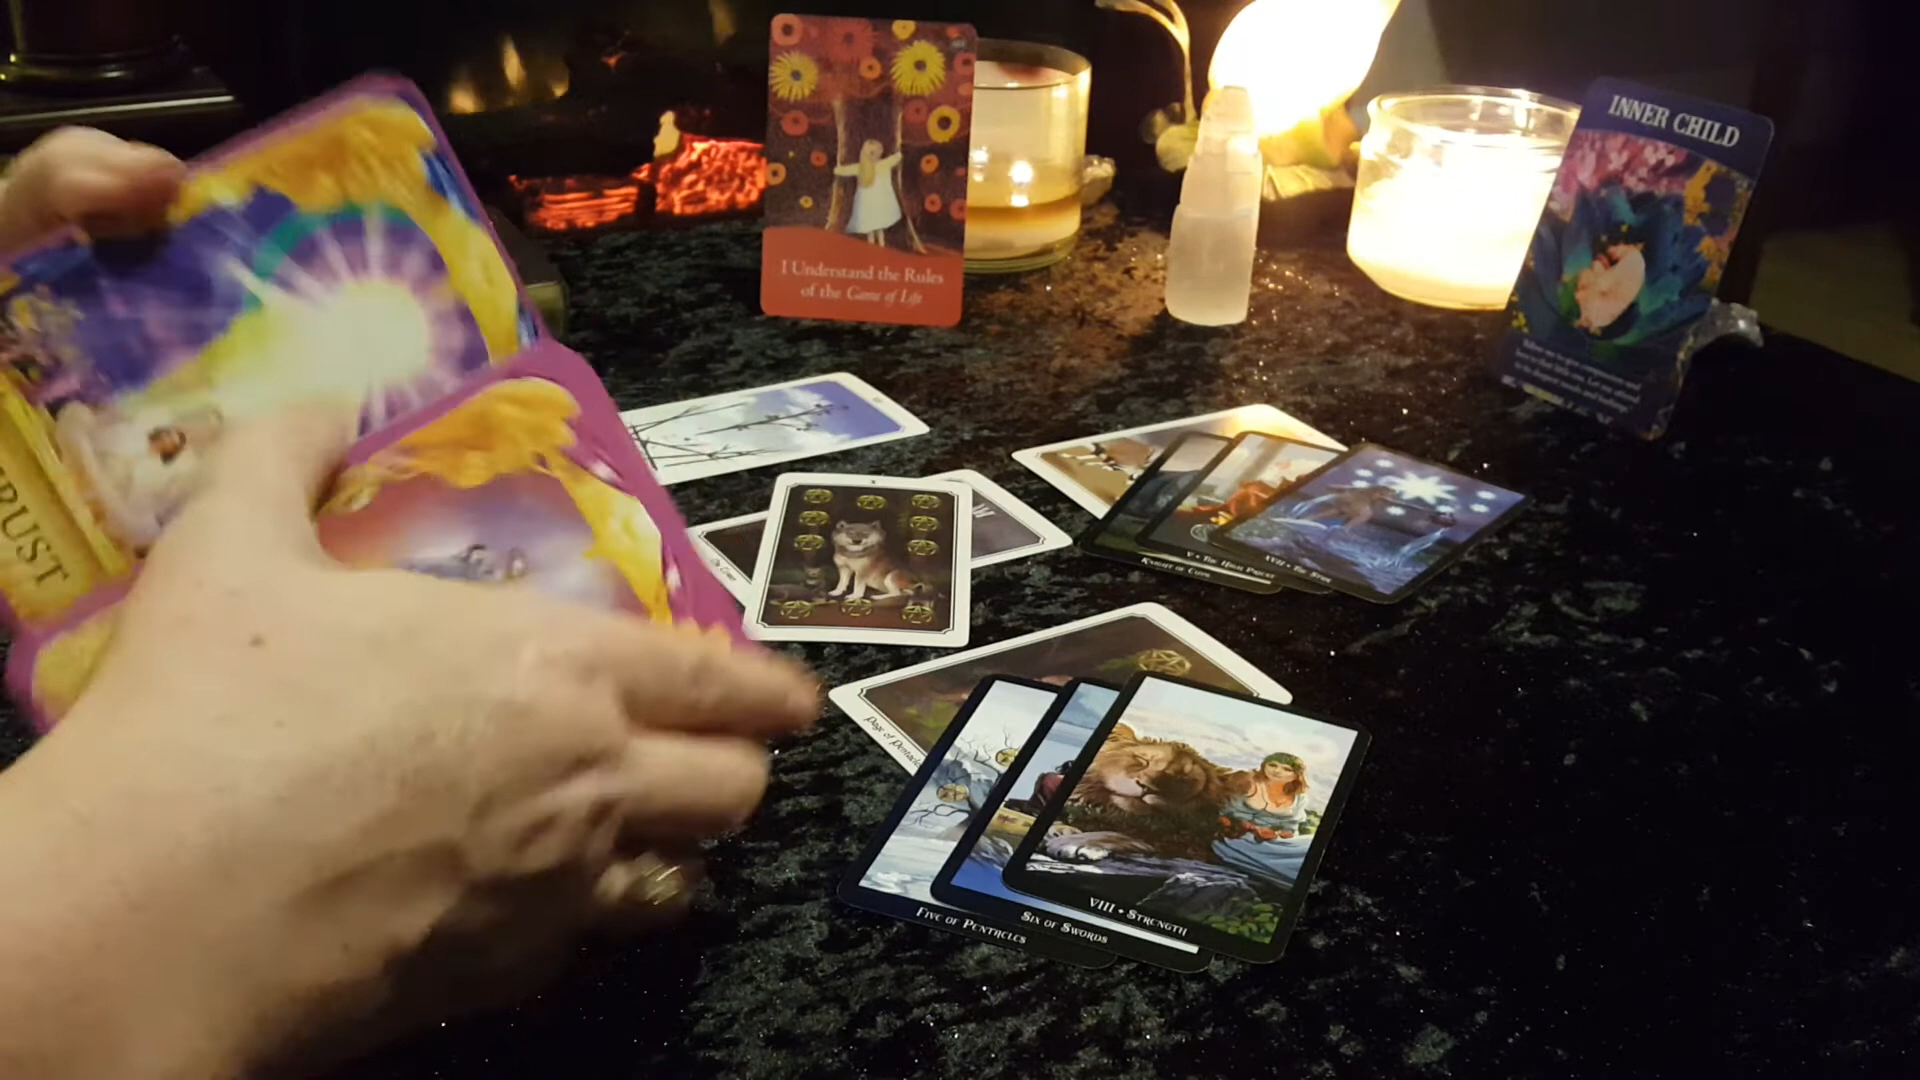 I Understand the Rules
of the Game of Life
INNER CHILD
RUST
X
V • The High Priest
Knight of Cups
XVII • The Star
Page of Pentacles
VIII • Strength
Six of Swords
Five of Pentacles